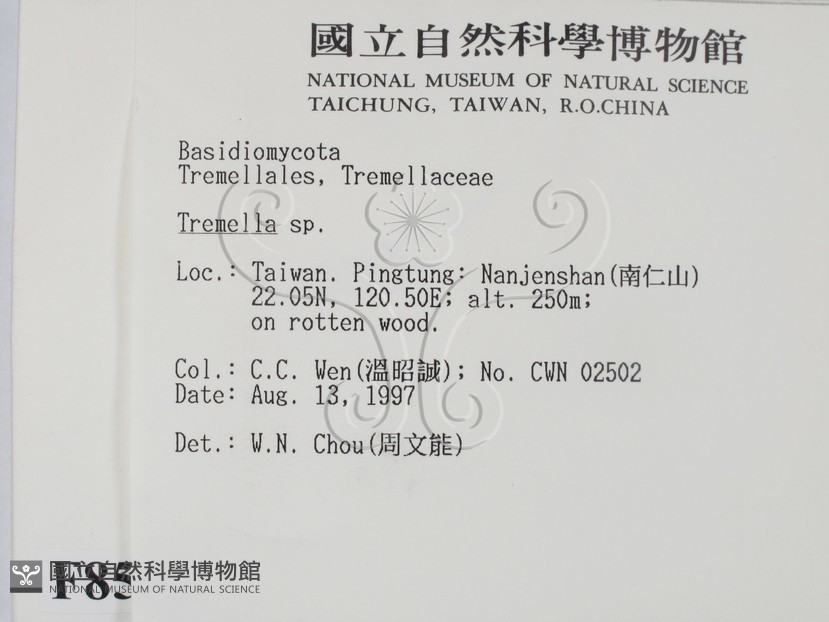 國立自然科學博物館
NATIONAL MUSEUM OF NATURAL SCIENCE
TAICHUNG, TAIWAN, R.O.CHINA
Basidiomycota
Tremellales, Tremellaceae
Tremella sp.
Loc.: Taiwan. Pingtung: Nanjenshan(南仁山)
22.05N, 120.50E; alt. 250m;
on rotten wood.
Col.: C.C. Wen(溫昭誠); No. CWN 02502
Date: Aug. 13, 1997
Det.: W.N. Chou(周文能)
國立自然科學博物館
NATIONAL MUSEUM OF NATURAL SCIENCE